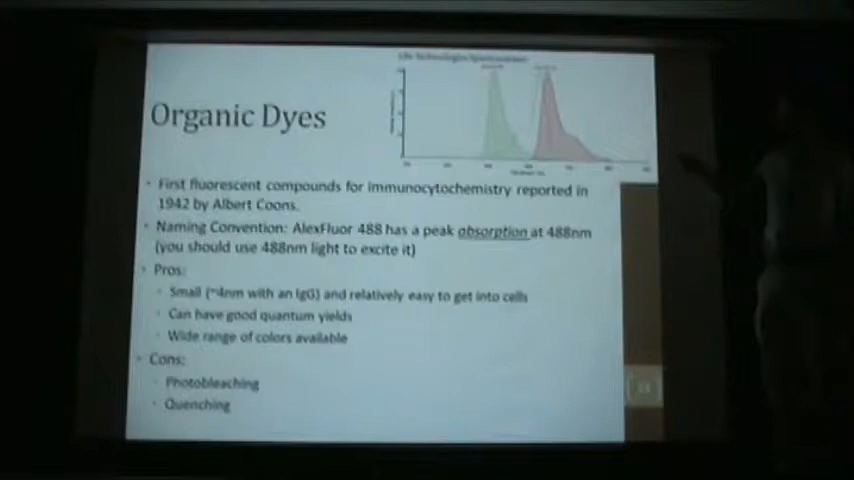 Organic Dyes
First fluorescent compounds for immunocytochemistry reported in
1942 by Albert Coons.
Naming Convention: AlexFluor 488 has a peak absorption at 488nm
(you should use 488nm light to excite it)
Pros:
Small (~4nm with an IgG) and relatively easy to get into cells
Can have good quantum yields
Wide range of colors available
Cons:
Photobleaching
Quenching